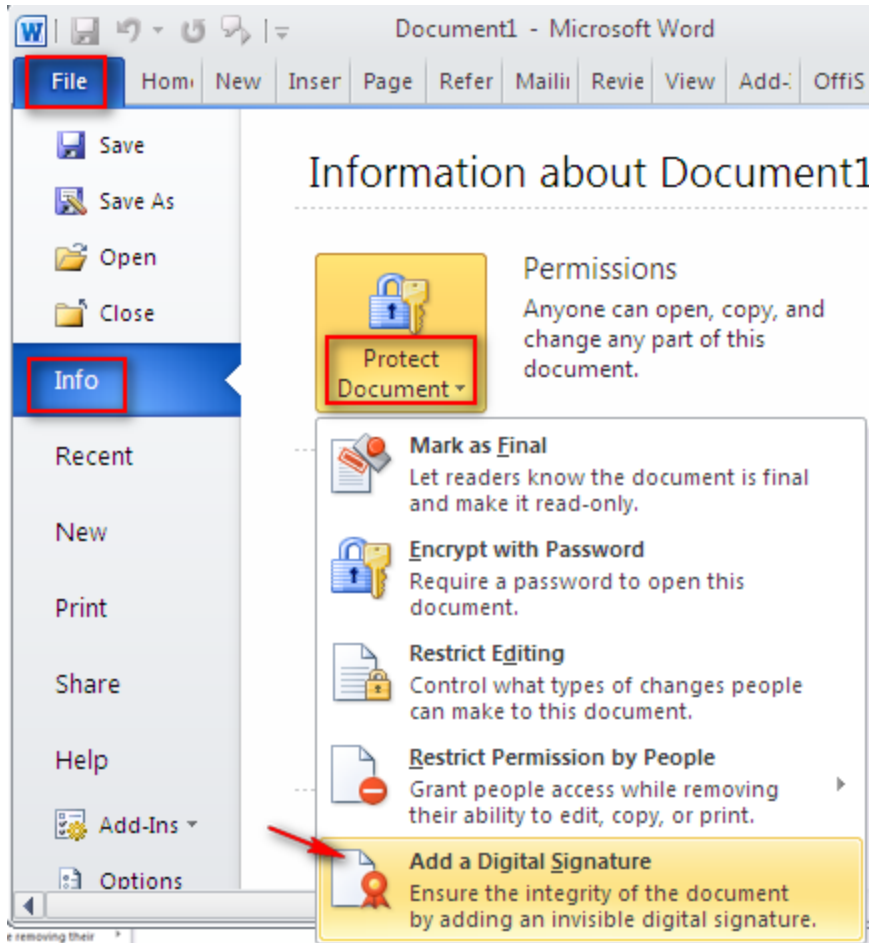 W
Document1 - Microsoft Word
File Hom New Inser Page Refer Mailin Revie View Add- OffiS
Save
Save As
Open
Close
Info
Recent
New
Print
Share
Help
Add-Ins
Options
Information about Document1
Protect
Document
Permissions
Anyone can open, copy, and
change any part of this
document.
Mark as Final
Let readers know the document is final
and make it read-only.
Encrypt with Password
Require a password to open this
document.
Restrict Editing
Control what types of changes people
can make to this document.
Restrict Permission by People
Grant people access while removing
their ability to edit, copy, or print.
Add a Digital Signature
Ensure the integrity of the document
by adding an invisible digital signature.
e removing their